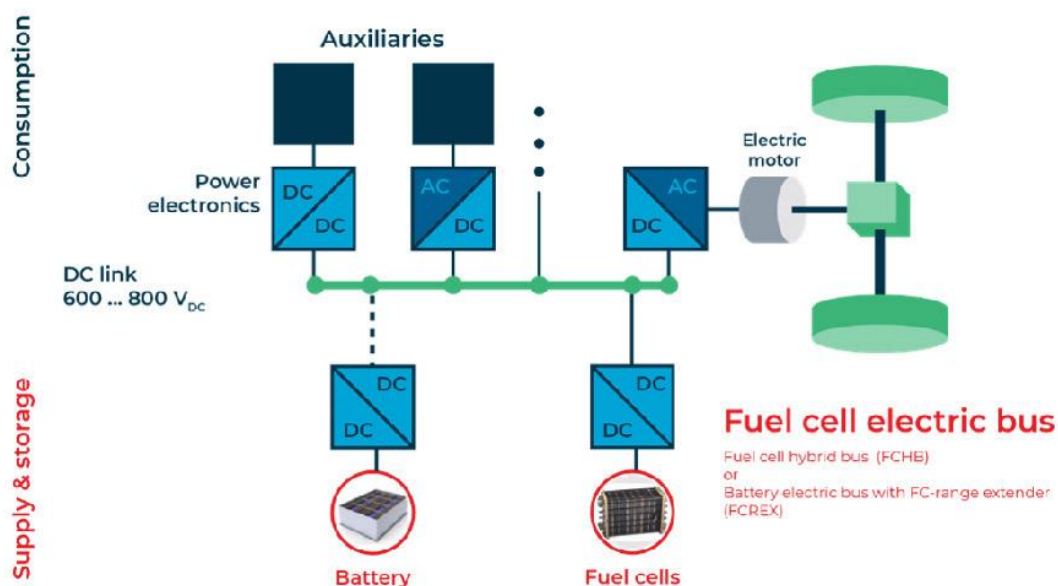 Consumption
Auxiliaries
Electric
motor
Power
electronics
DC
DC
AC
DC
AC
DC
DC link
600 ... 800 VDC
Supply & storage
DC
DC
DC
DC
Fuel cell electric bus
Fuel cell hybrid bus (FCHB)
or
Battery electric bus with FC-range extender
(FCREX)
Battery
Fuel cells